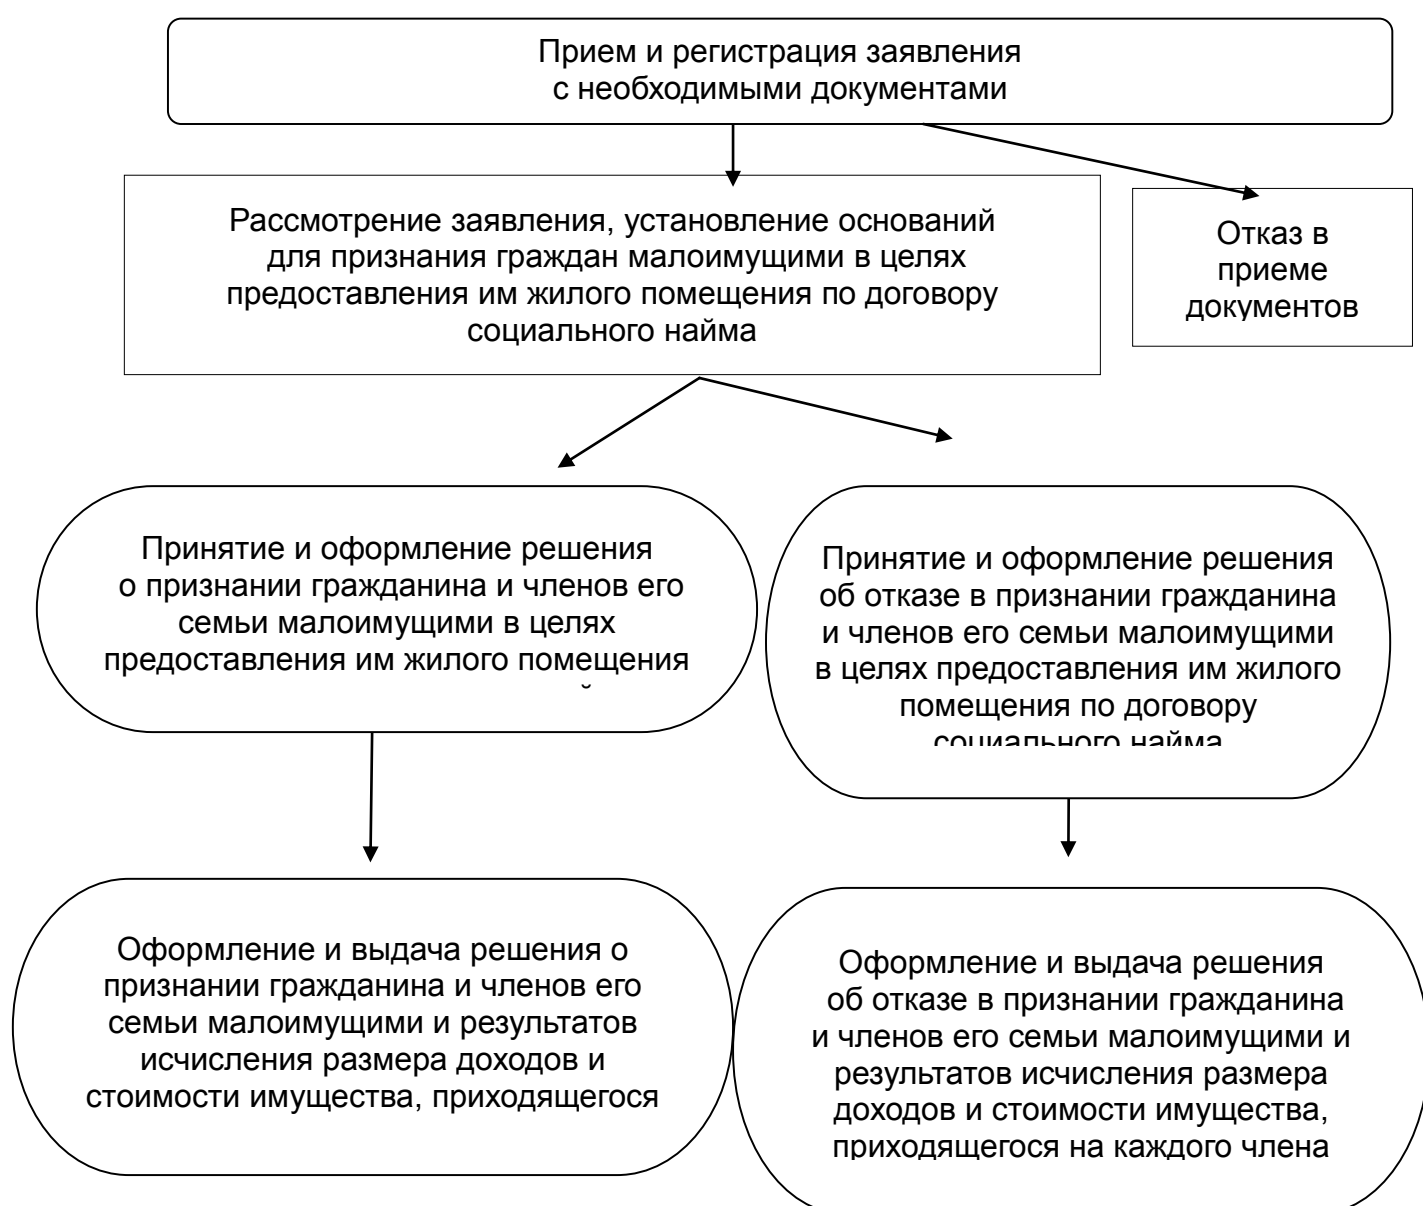 Прием и регистрация заявления
с необходимыми документами
Рассмотрение заявления, установление оснований
для признания граждан малоимущими в целях
предоставления им жилого помещения по договору
социального найма
Отказ в
приеме
документов
Принятие и оформление решения
о признании гражданина и членов его
семьи малоимущими в целях
предоставления им жилого помещения
Принятие и оформление решения
об отказе в признании гражданина
и членов его семьи малоимущими
в целях предоставления им жилого
помещения по договору
социального найма
Оформление и выдача решения о
признании гражданина и членов его
семьи малоимущими и результатов
исчисления размера доходов и
стоимости имущества, приходящегося
Оформление и выдача решения
об отказе в признании гражданина
и членов его семьи малоимущими и
результатов исчисления размера
доходов и стоимости имущества,
приходящегося на каждого члена